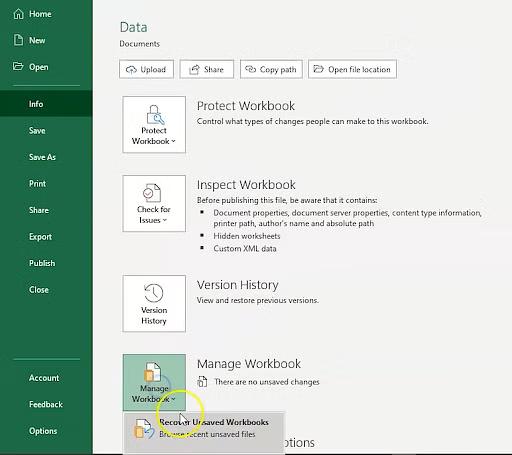 Home
New
Open
Info
Save
Save As
Print
Share
Export
Publish
Close
Account
Feedback
Options
Data
Documents
Upload
Share
Copy path
Open file location
Protect
Workbook
Protect Workbook
Control what types of changes people can make to this workbook.
Check for
Issues
Inspect Workbook
Before publishing this file, be aware that it contains:
Document properties, document server properties, content type information,
printer path, author's name and absolute path
Hidden worksheets
Custom XML data
Version
History
Version History
View and restore previous versions.
Manage
Workbook
Manage Workbook
There are no unsaved changes
Recover Unsaved Workbooks
Browse recent unsaved files